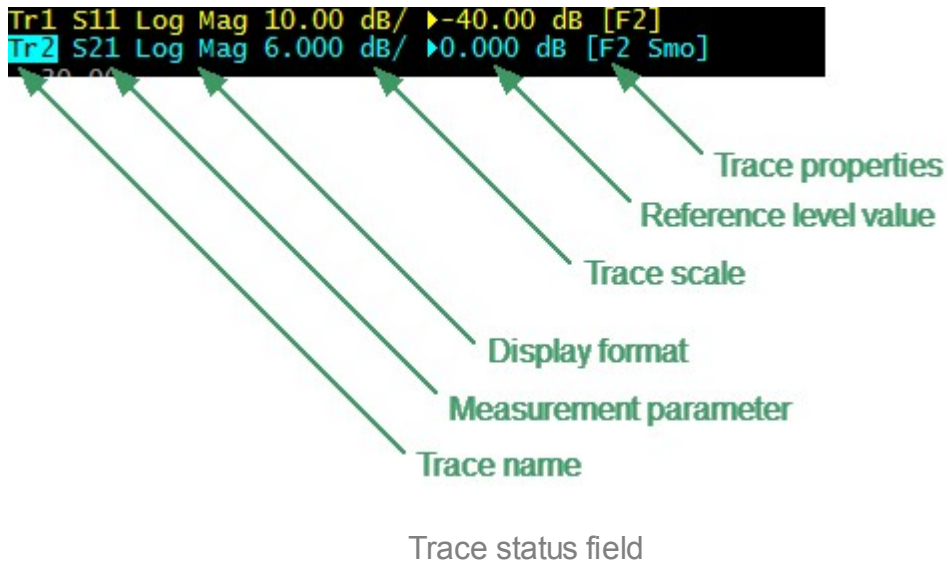 Tr1 S11 Log Mag 10.00 dB/ ▶-40.00 dB [F2]
Tr2 S21 Log Mag 6.000 dB/ ▶0.000 dB [F2 Smo]
Trace properties
Reference level value
Trace scale
Display format
Measurement parameter
Trace name
Trace status field